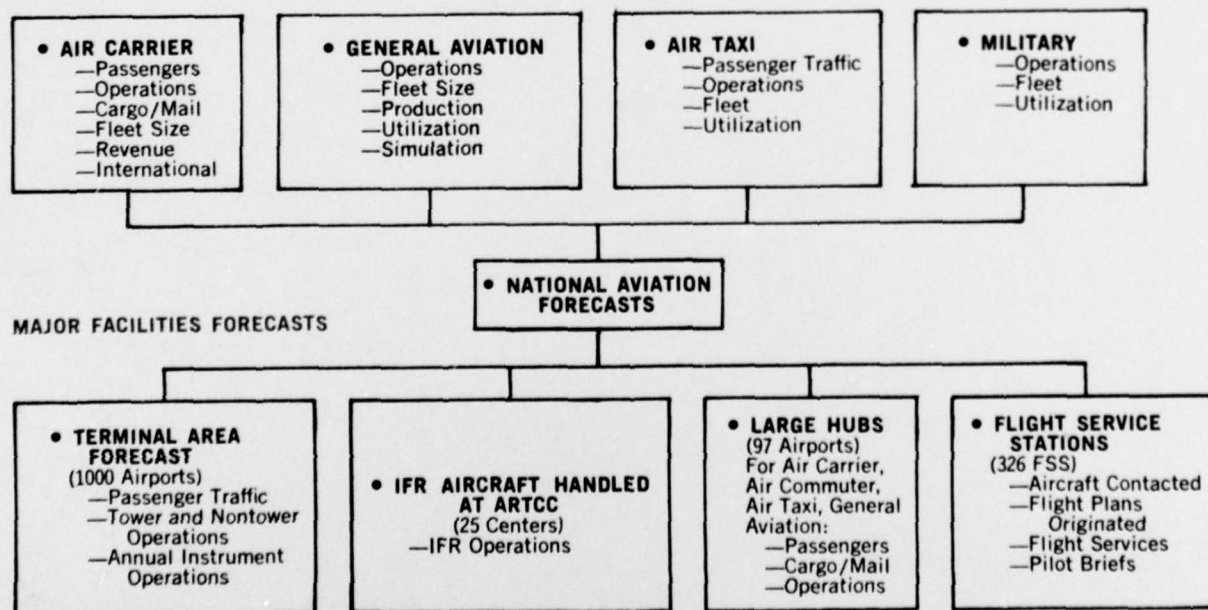 • AIR CARRIER
—Passengers
—Operations
—Cargo/Mail
—Fleet Size
—Revenue
—International
• GENERAL AVIATION
—Operations
—Fleet Size
—Production
—Utilization
—Simulation
• AIR TAXI
—Passenger Traffic
—Operations
—Fleet
—Utilization
• MILITARY
—Operations
—Fleet
—Utilization
• NATIONAL AVIATION
FORECASTS
MAJOR FACILITIES FORECASTS
• TERMINAL AREA
FORECAST
(1000 Airports)
—Passenger Traffic
—Tower and Nontower
Operations
—Annual Instrument
Operations
• IFR AIRCRAFT HANDLED
AT ARTCC
(25 Centers)
—IFR Operations
• LARGE HUBS
(97 Airports)
For Air Carrier,
Air Commuter,
Air Taxi, General
Aviation:
—Passengers
—Cargo/Mail
—Operations
• FLIGHT SERVICE
STATIONS
(326 FSS)
—Aircraft Contacted
—Flight Plans
Originated
—Flight Services
—Pilot Briefs